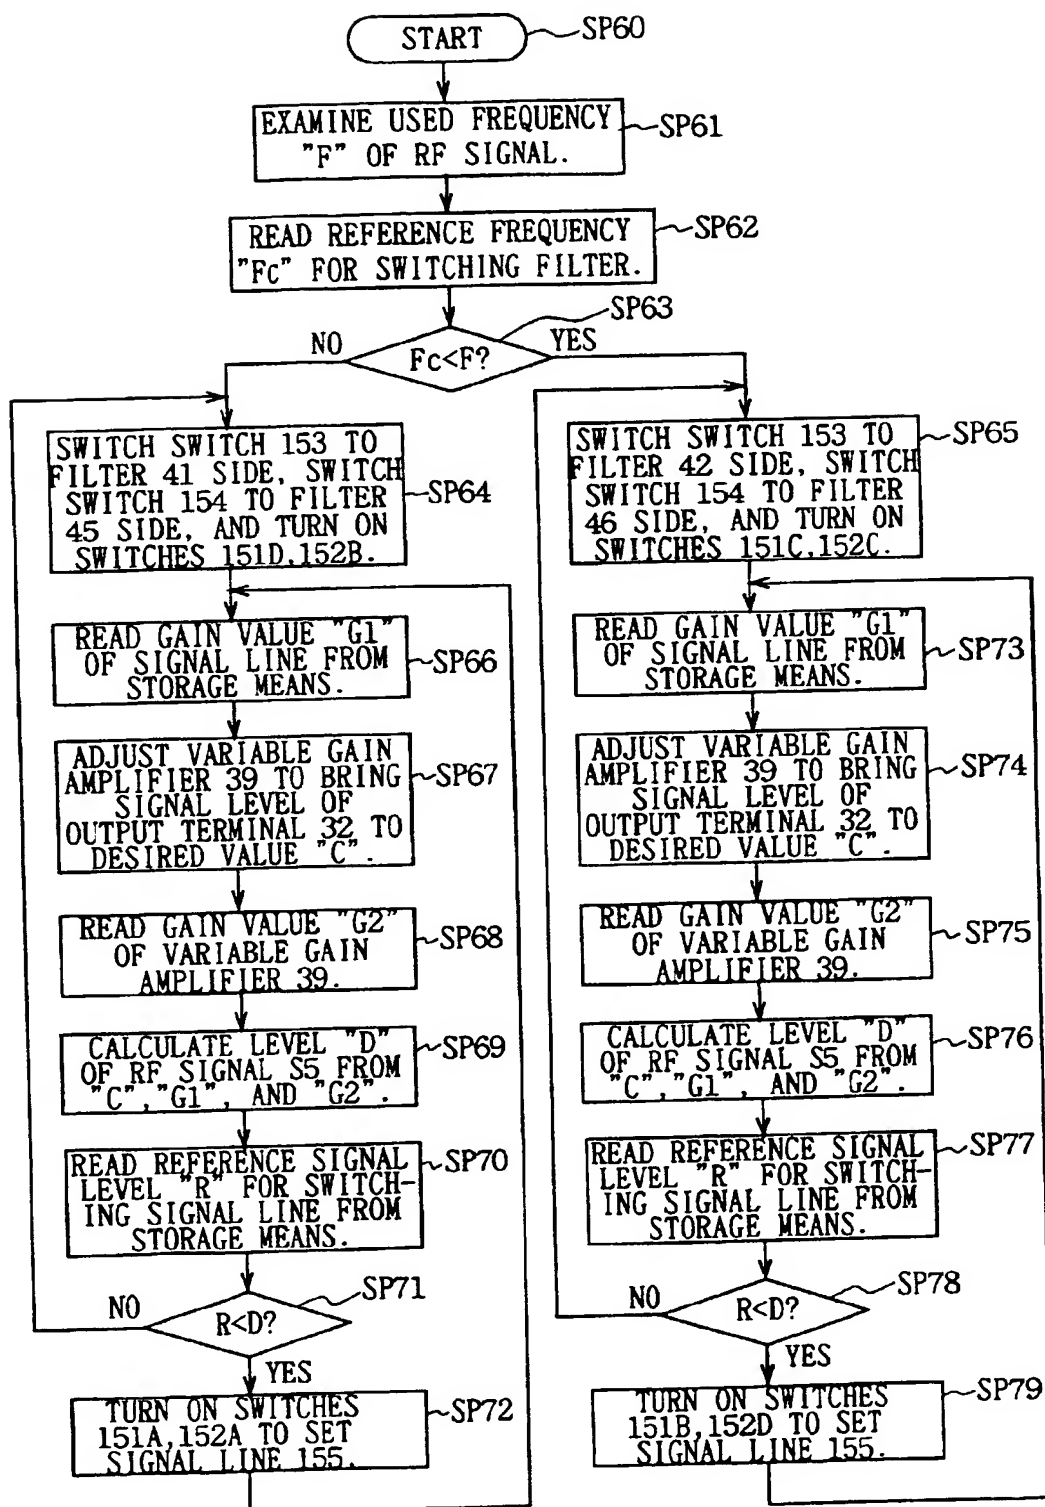 START
SP60
EXAMINE USED FREQUENCY
"F" OF RF SIGNAL.
SP61
READ REFERENCE FREQUENCY
"Fc" FOR SWITCHING FILTER.
SP62
SP63
NO
Fc<F?
YES
SWITCH SWITCH 153 TO
FILTER 41 SIDE, SWITCH
SWITCH 154 TO FILTER
45 SIDE, AND TURN ON
SWITCHES 151D,152B.
SP64
READ GAIN VALUE "G1"
OF SIGNAL LINE FROM
STORAGE MEANS.
SP66
ADJUST VARIABLE GAIN
AMPLIFIER 39 TO BRING
SIGNAL LEVEL OF
OUTPUT TERMINAL 32 TO
DESIRED VALUE "C".
SP67
READ GAIN VALUE "G2"
OF VARIABLE GAIN
AMPLIFIER 39.
SP68
CALCULATE LEVEL "D"
OF RF SIGNAL S5 FROM
"C","G1", AND "G2".
SP69
READ REFERENCE SIGNAL
LEVEL "R" FOR SWITCH-
ING SIGNAL LINE FROM
STORAGE MEANS.
SP70
SP71
NO
R<D?
YES
TURN ON SWITCHES
151A,152A TO SET
SIGNAL LINE 155.
SP72
SWITCH SWITCH 153 TO
FILTER 42 SIDE, SWITCH
SWITCH 154 TO FILTER
46 SIDE, AND TURN ON
SWITCHES 151C,152C.
SP65
READ GAIN VALUE "G1"
OF SIGNAL LINE FROM
STORAGE MEANS.
SP73
ADJUST VARIABLE GAIN
AMPLIFIER 39 TO BRING
SIGNAL LEVEL OF
OUTPUT TERMINAL 32 TO
DESIRED VALUE "C".
SP74
READ GAIN VALUE "G2"
OF VARIABLE GAIN
AMPLIFIER 39.
SP75
CALCULATE LEVEL "D"
OF RF SIGNAL S5 FROM
"C","G1", AND "G2".
SP76
READ REFERENCE SIGNAL
LEVEL "R" FOR SWITCH-
ING SIGNAL LINE FROM
STORAGE MEANS.
SP77
SP78
NO
R<D?
YES
TURN ON SWITCHES
151B,152D TO SET
SIGNAL LINE 155.
SP79